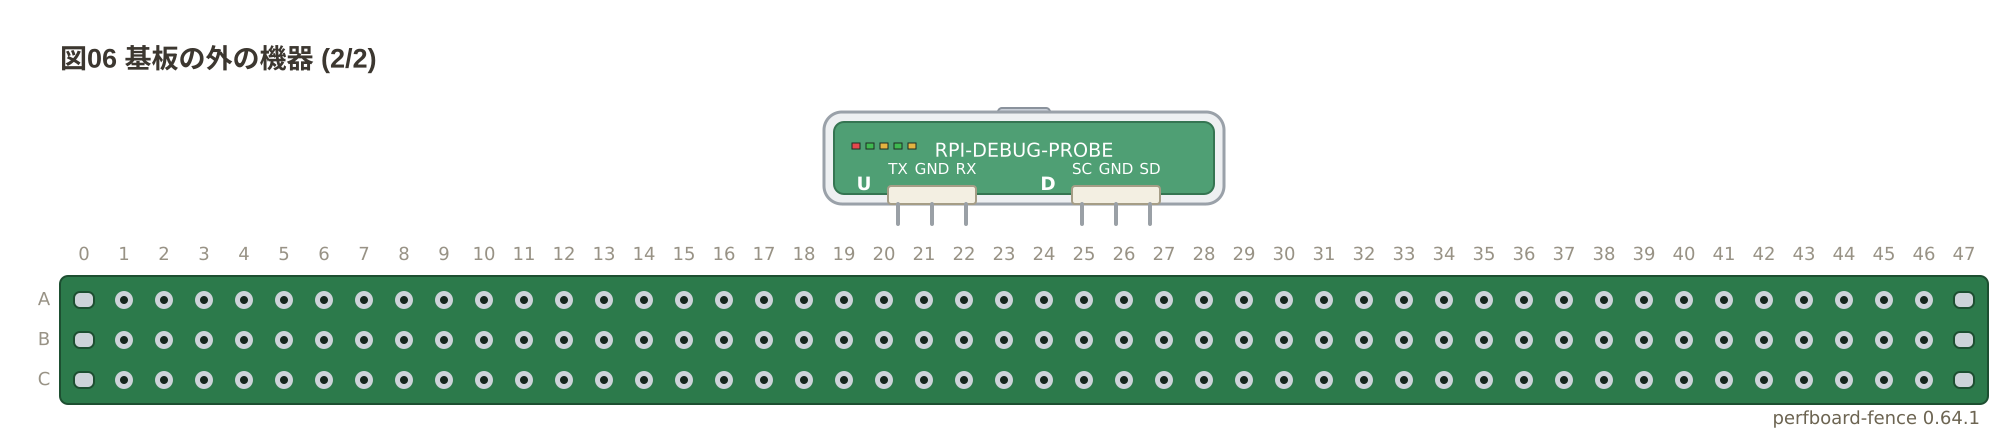 図06 基板の外の機器 (2/2)
RPI-DEBUG-PROBE
TX GND RX SC GND SD
U D
0 1 2 3 4 5 6 7 8 9 10 11 12 13 14 15 16 17 18 19 20 21 22 23 24 25 26 27 28 29 30 31 32 33 34 35 36 37 38 39 40 41 42 43 44 45 46 47
A
B
C
perfboard-fence 0.64.1